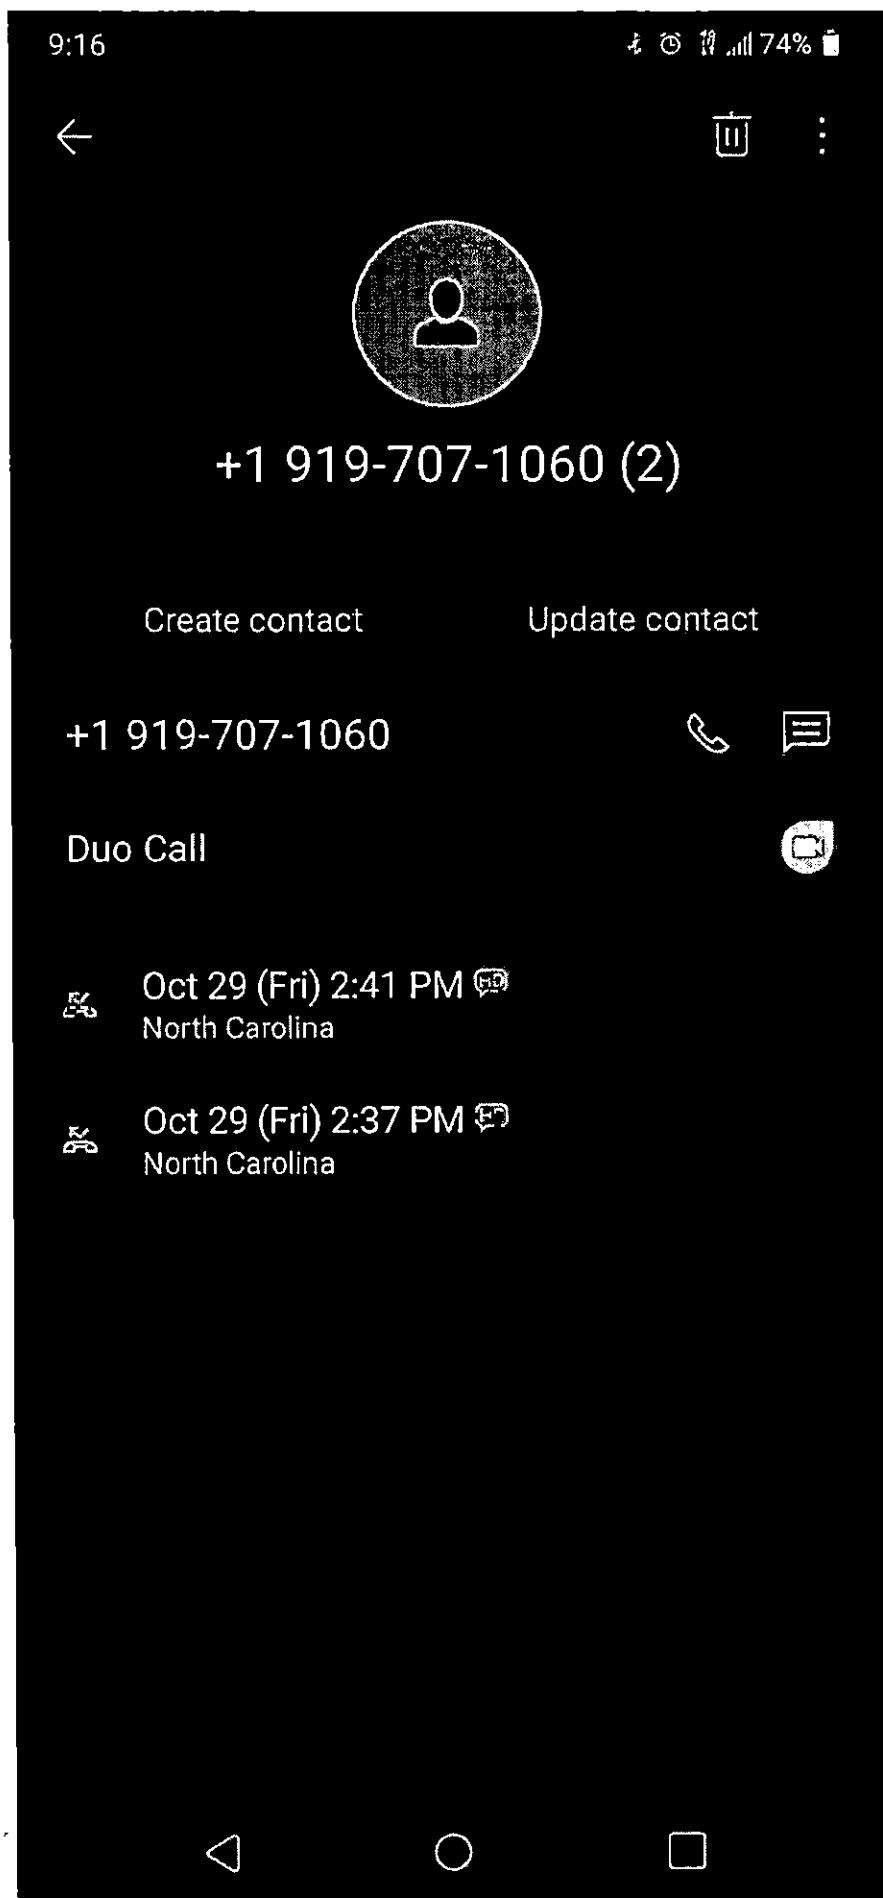 9:16
74%
+1 919-707-1060 (2)
Create contact
Update contact
+1 919-707-1060
Duo Call
Oct 29 (Fri) 2:41 PM HD
North Carolina
Oct 29 (Fri) 2:37 PM
North Carolina